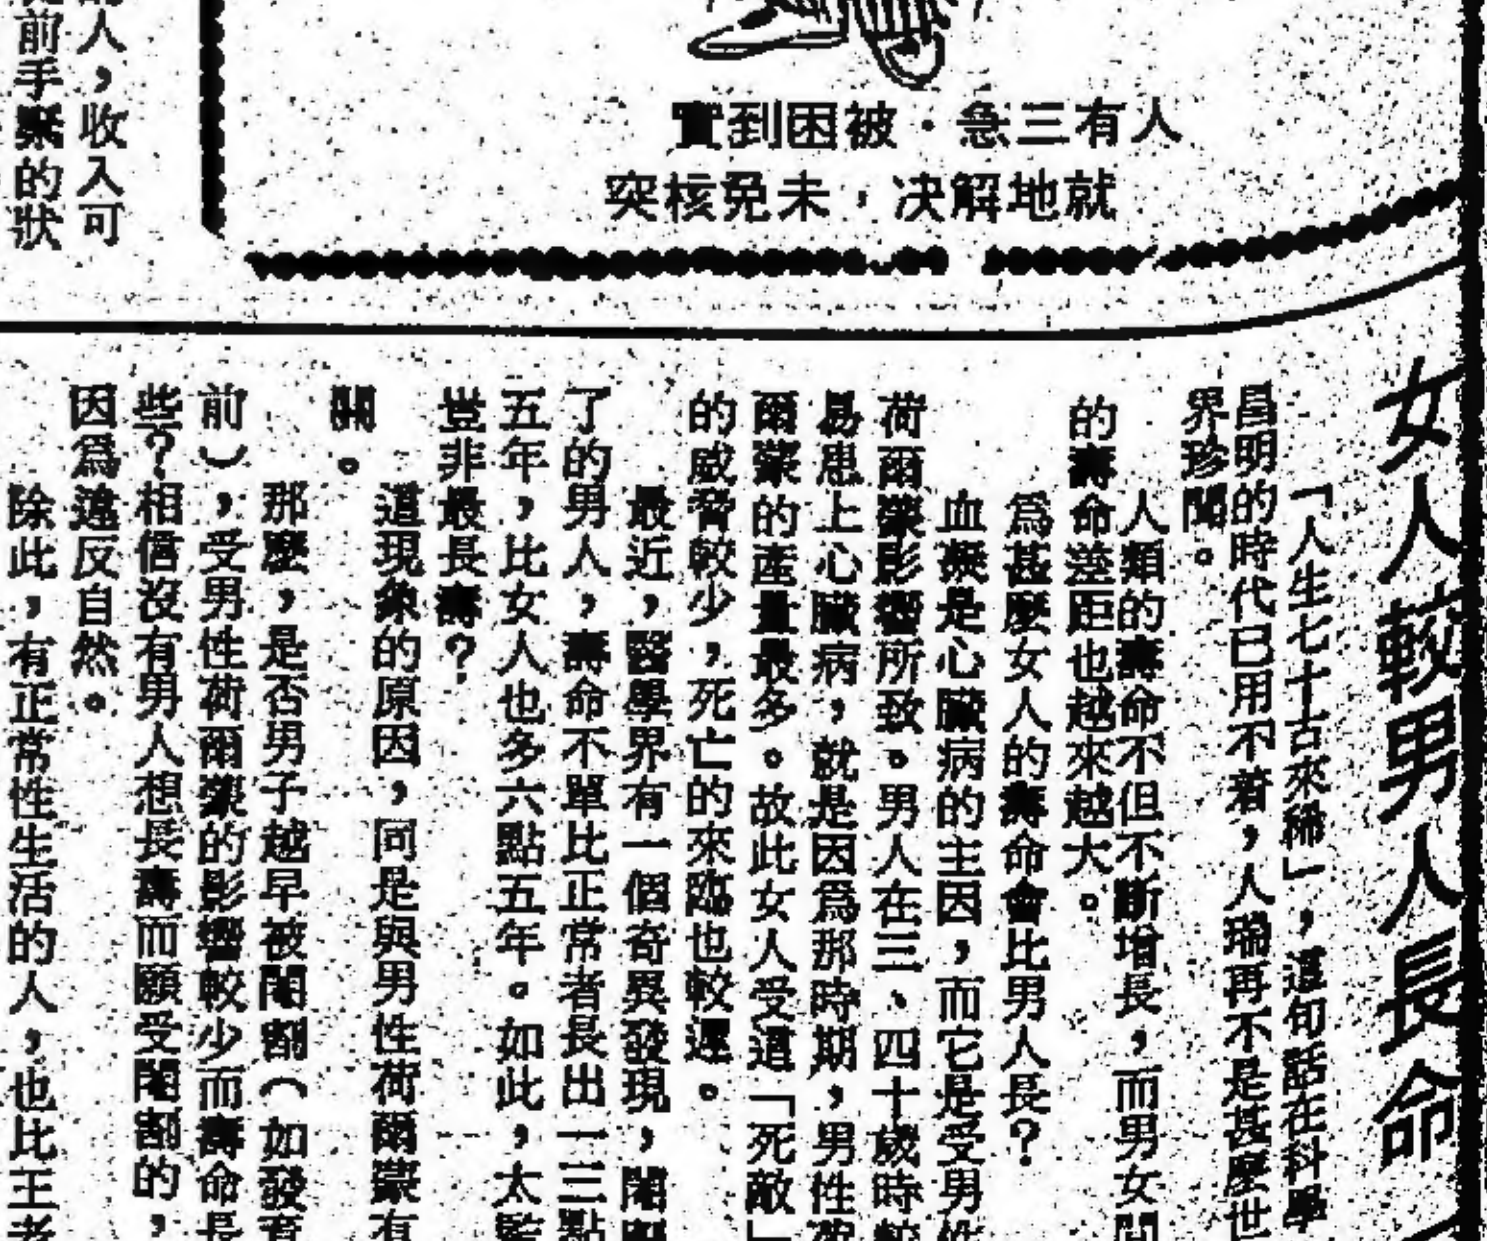 人有三急·被困到實
就地解决，未免核突
的人，收入可
前手緊的狀
女人較男人長命
「人生七十古來稀」，這句話在科學
昌明的時代已用不着，人瑞再不是甚麼世
界珍聞。
人類的壽命不但不斷增長，而男女間
的壽命差距也越來越大。
爲甚麼女人的壽命會比男人長？
血凝是心臟病的主因，而它是受男性
荷爾蒙影響所致。男人在三、四十歲時較
易患上心臟病，就是因爲那時期，男性荷
爾蒙的產量最多。故此女人受這「死敵」
的威脅較少，死亡的來臨也較遲。
最近，醫學界有一個奇異發現，閹割
了的男人，壽命不單比正常者長出一三點
五年，比女人也多六點五年。如此，太監
豈非最長壽？
這現象的原因，同是與男性荷爾蒙有
關。
那麼，是否男子越早被閹割（如發育
前），受男性荷爾蒙的影響較少而壽命長
些？相信沒有男人想長壽而願受閹割的，
因爲違反自然。
除此，有正常性生活的人，也比王老